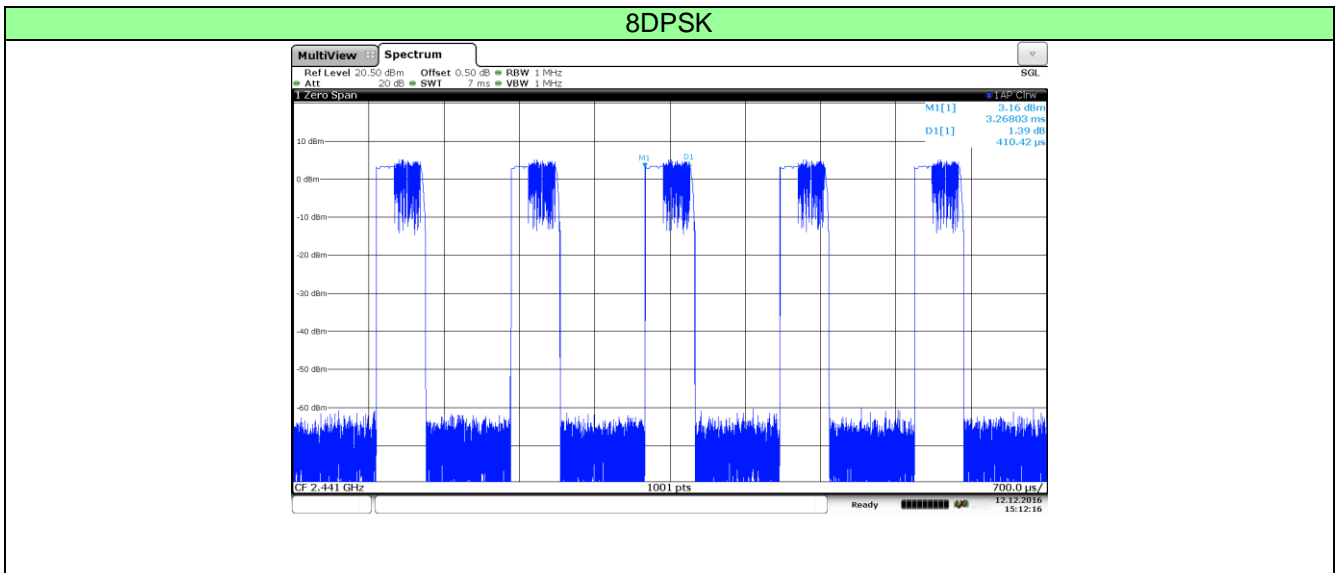 8DPSK
MultiView Spectrum
Ref Level 20.50 dBm Offset 0.50 dB RBW 1 MHz SGL
Att 20 dB SWT 7 ms VBW 1 MHz
1 Zero Span 1AP Clrw
M1[1] 3.16 dBm
3.26803 ms
D1[1] 1.39 dB
410.42 µs
10 dBm
M1 D1
0 dBm
-10 dBm
-20 dBm
-30 dBm
-40 dBm
-50 dBm
-60 dBm
CF 2.441 GHz 1001 pts 700.0 µs/
Ready 12.12.2016
15:12:16